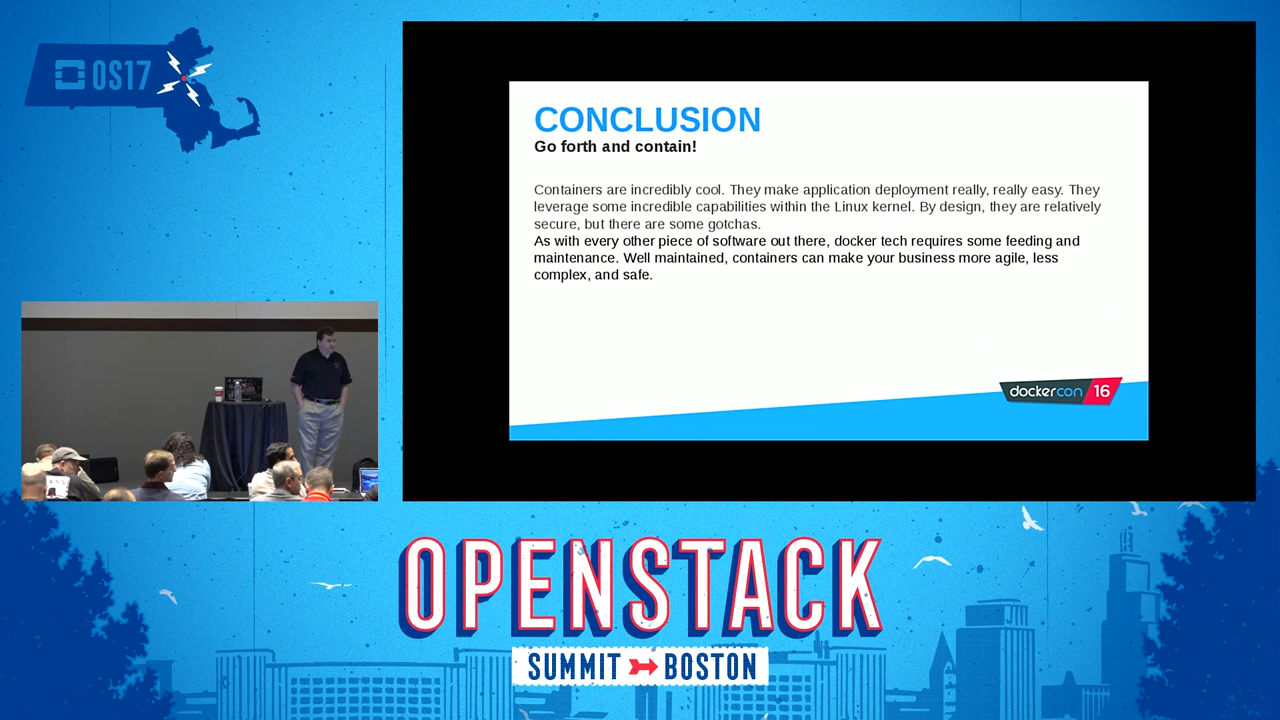 OS17
CONCLUSION
Go forth and contain!
Containers are incredibly cool. They make application deployment really, really easy. They
leverage some incredible capabilities within the Linux kernel. By design, they are relatively
secure, but there are some gotchas.
As with every other piece of software out there, docker tech requires some feeding and
maintenance. Well maintained, containers can make your business more agile, less
complex, and safe.
dockercon 16
OPENSTACK
SUMMIT BOSTON